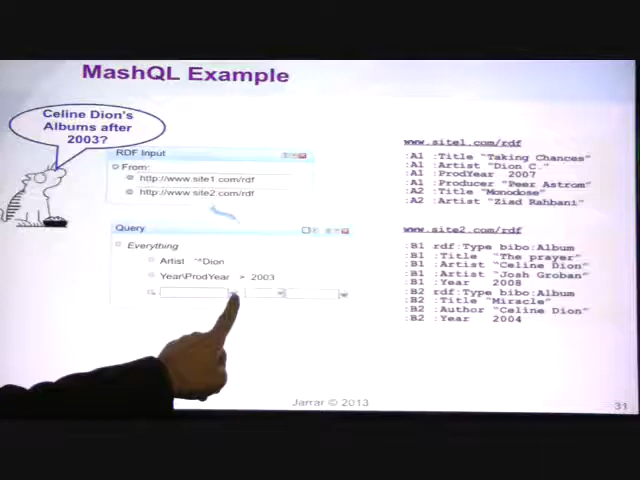 MashQL Example
Celine Dion's
Albums after
2003?
RDF Input
From:
http://www.site1.com/rdf
http://www.site2.com/rdf
Query
Everything
Artist "^Dion
Year\ProdYear > 2003
www.site1.com/rdf
:A1 :Title "Taking Chances"
:A1 :Artist "Dion C."
:A1 :ProdYear 2007
:A1 :Producer "Peer Astrom"
:A2 :Title "Monodose"
:A2 :Artist "Ziad Rahbani"
www.site2.com/rdf
:B1 rdf:Type bibo:Album
:B1 :Title "The prayer"
:B1 :Artist "Celine Dion"
:B1 :Artist "Josh Groban"
:B1 :Year 2008
:B2 rdf:Type bibo:Album
:B2 :Title "Miracle"
:B2 :Author "Celine Dion"
:B2 :Year 2004
Jarrar © 2013
31